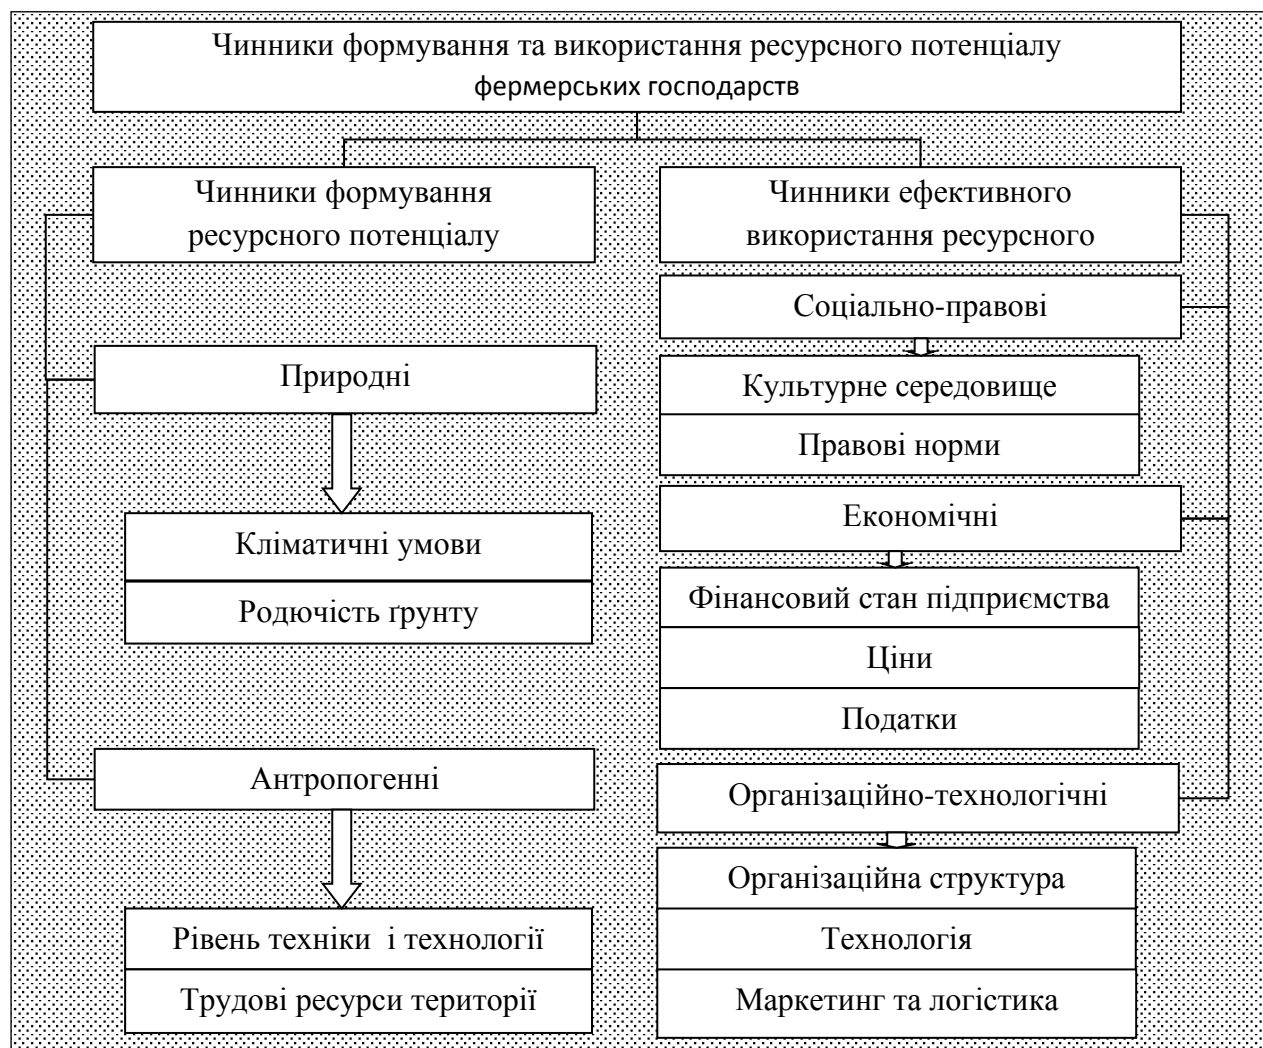 Чинники формування та використання ресурсного потенціалу
фермерських господарств
Чинники формування
ресурсного потенціалу
Природні
Кліматичні умови
Родючість ґрунту
Антропогенні
Рівень техніки і технології
Трудові ресурси території
Чинники ефективного
використання ресурсного
Соціально-правові
Культурне середовище
Правові норми
Економічні
Фінансовий стан підприємства
Ціни
Податки
Організаційно-технологічні
Організаційна структура
Технологія
Маркетинг та логістика